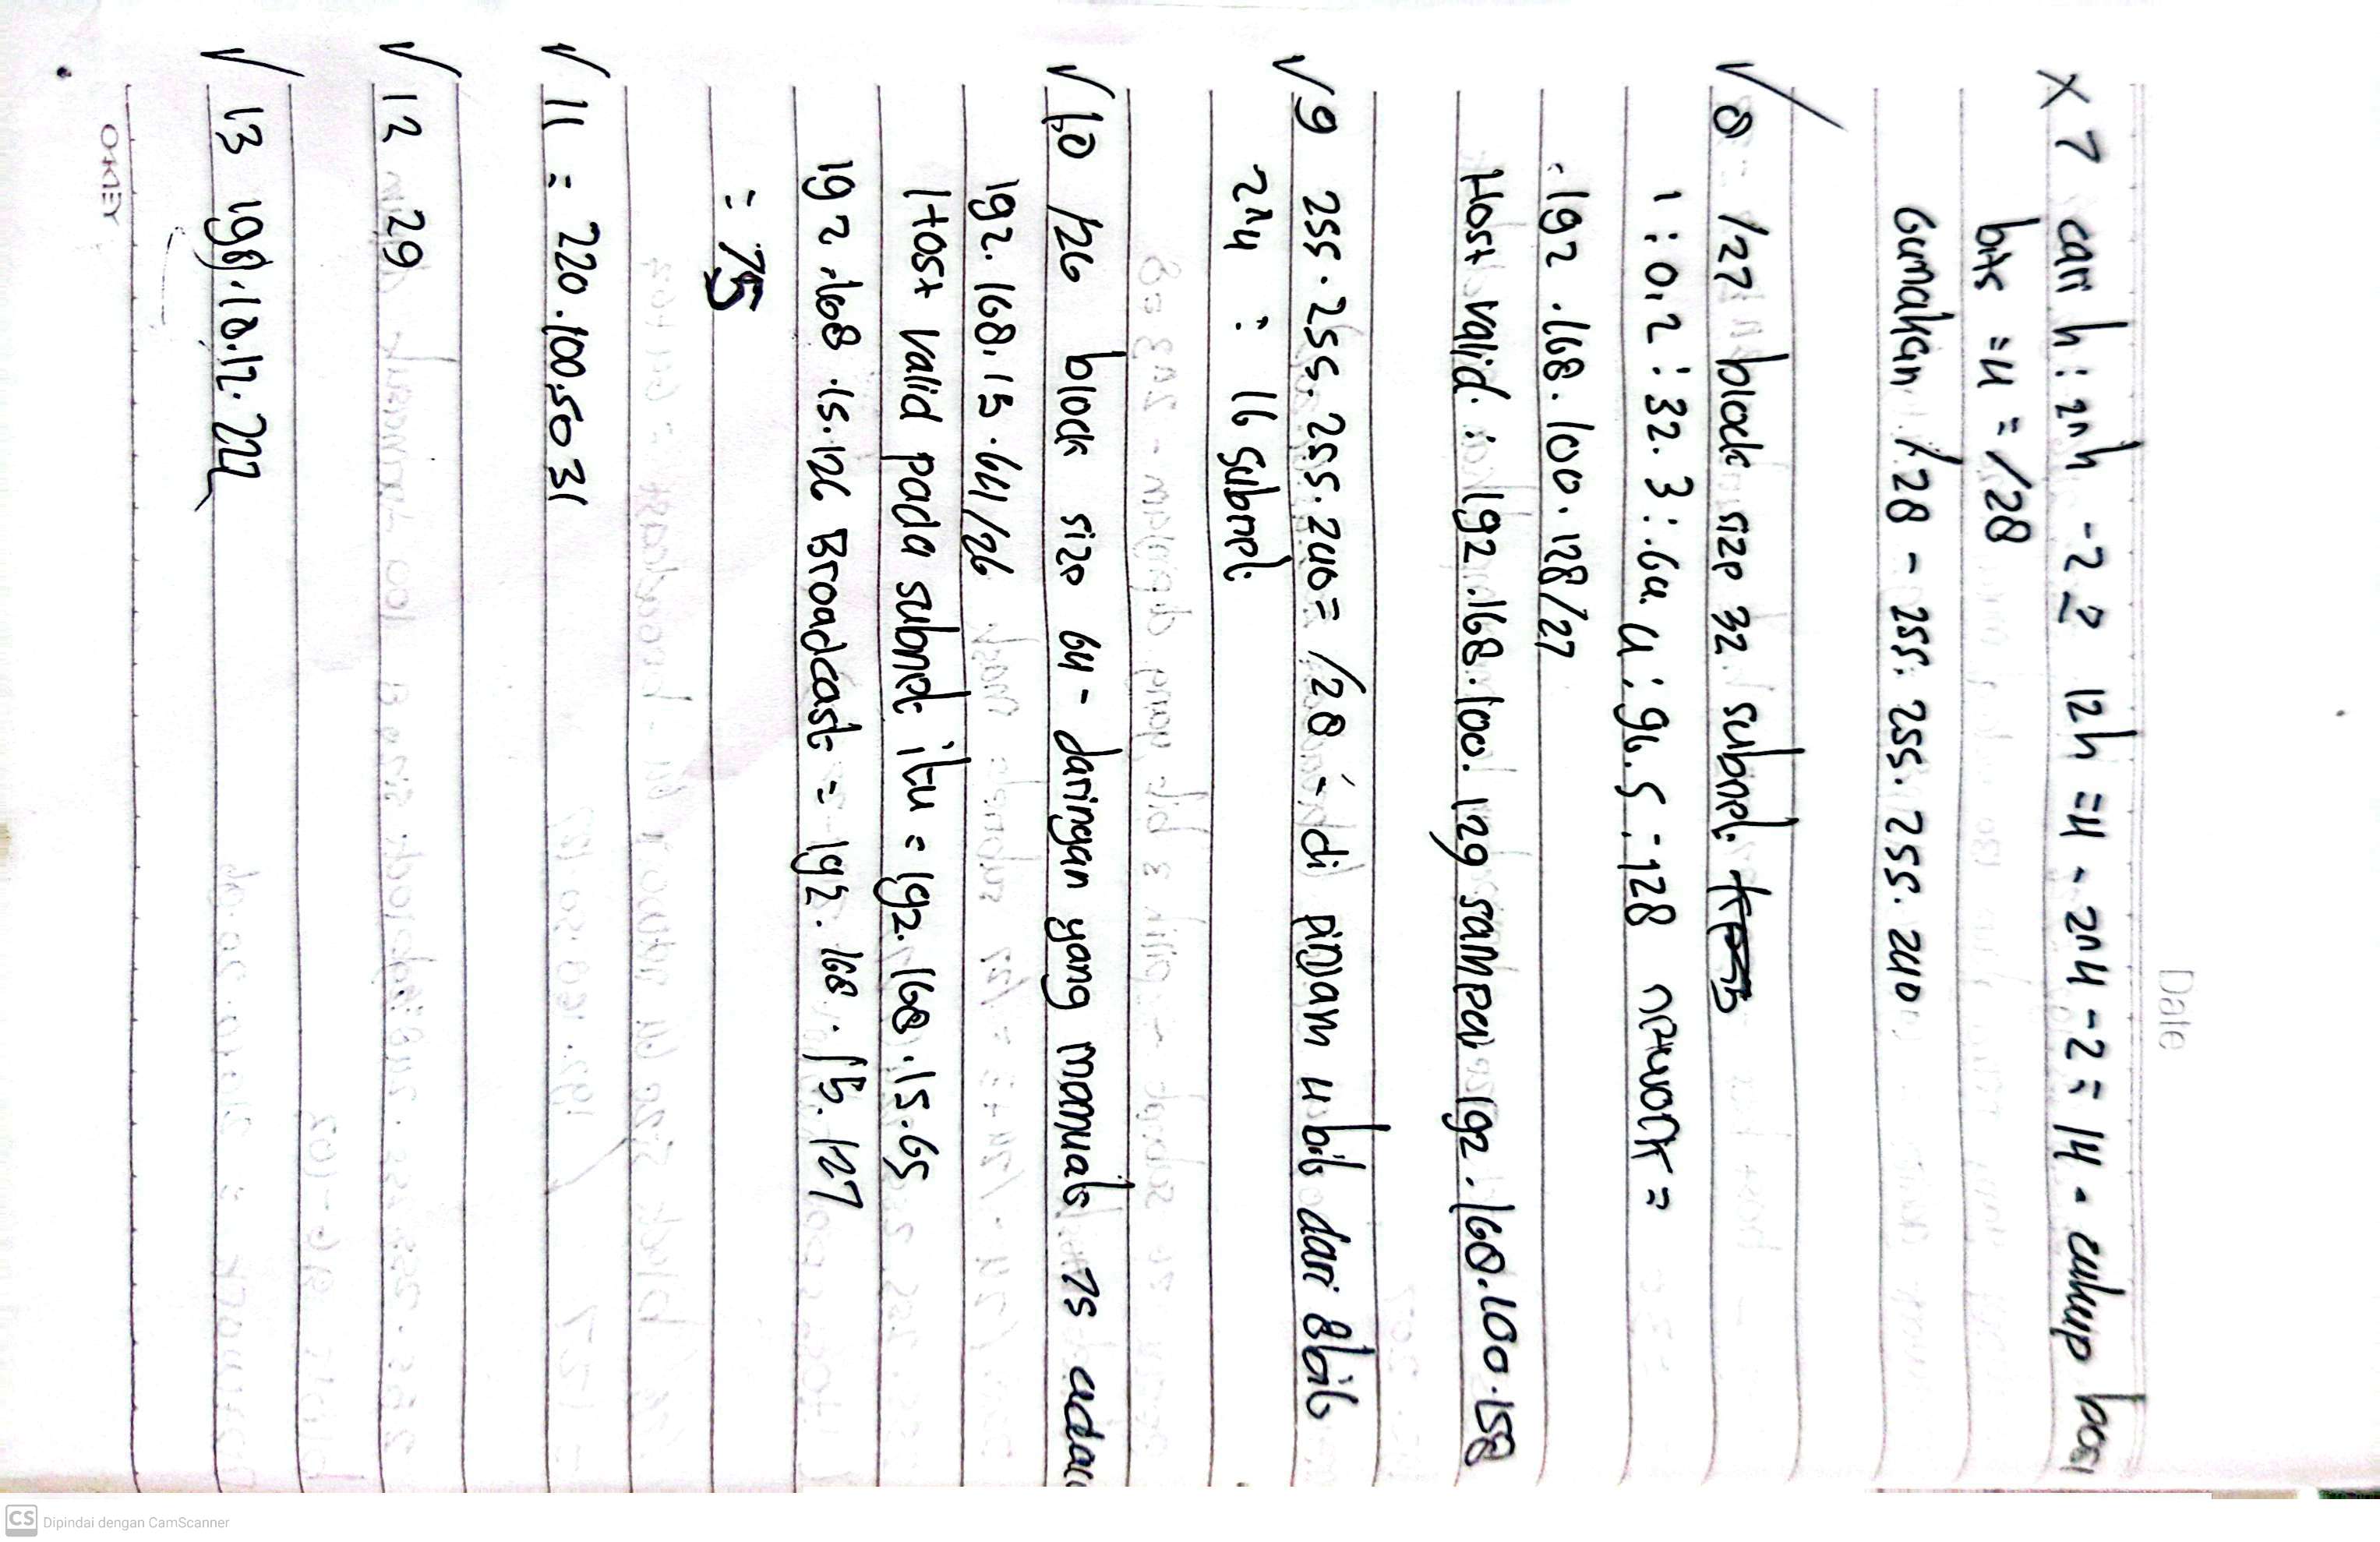 Date
X 7 cari h : 2^h - 2 ≥ 12 h = 4 - 2^4 - 2 = 14 - cukup host
bits = 4 = /28
Gunakan /28 - 255. 255. 255. 240
√ 8 = /27 block size 32 subnet
1 : 0. 2 : 32. 3 : 64 4 : 96. 5 : 128 network =
192 .168. 100. 128/27
Host valid : 192 .168. 100. 129 sampai 192 . 168. 100. 158
√ 9 255. 255. 255. 240 = /28 - di pinjam 4 bit dari 8 bit
2^4 : 16 subnet
√ 10 /26 block size 64 - jaringan yang memuat 75 adalah
192. 168. 15. 64/26
Host valid pada subnet itu = 192. 168. 15. 65
192 .168 .15. 126 Broadcast = 192. 168. 15. 127
= 75
√ 11 = 220 .100.50 31
√ 12 29
√ 13 198.18.12. 222
OKEY
CS Dipindai dengan CamScanner